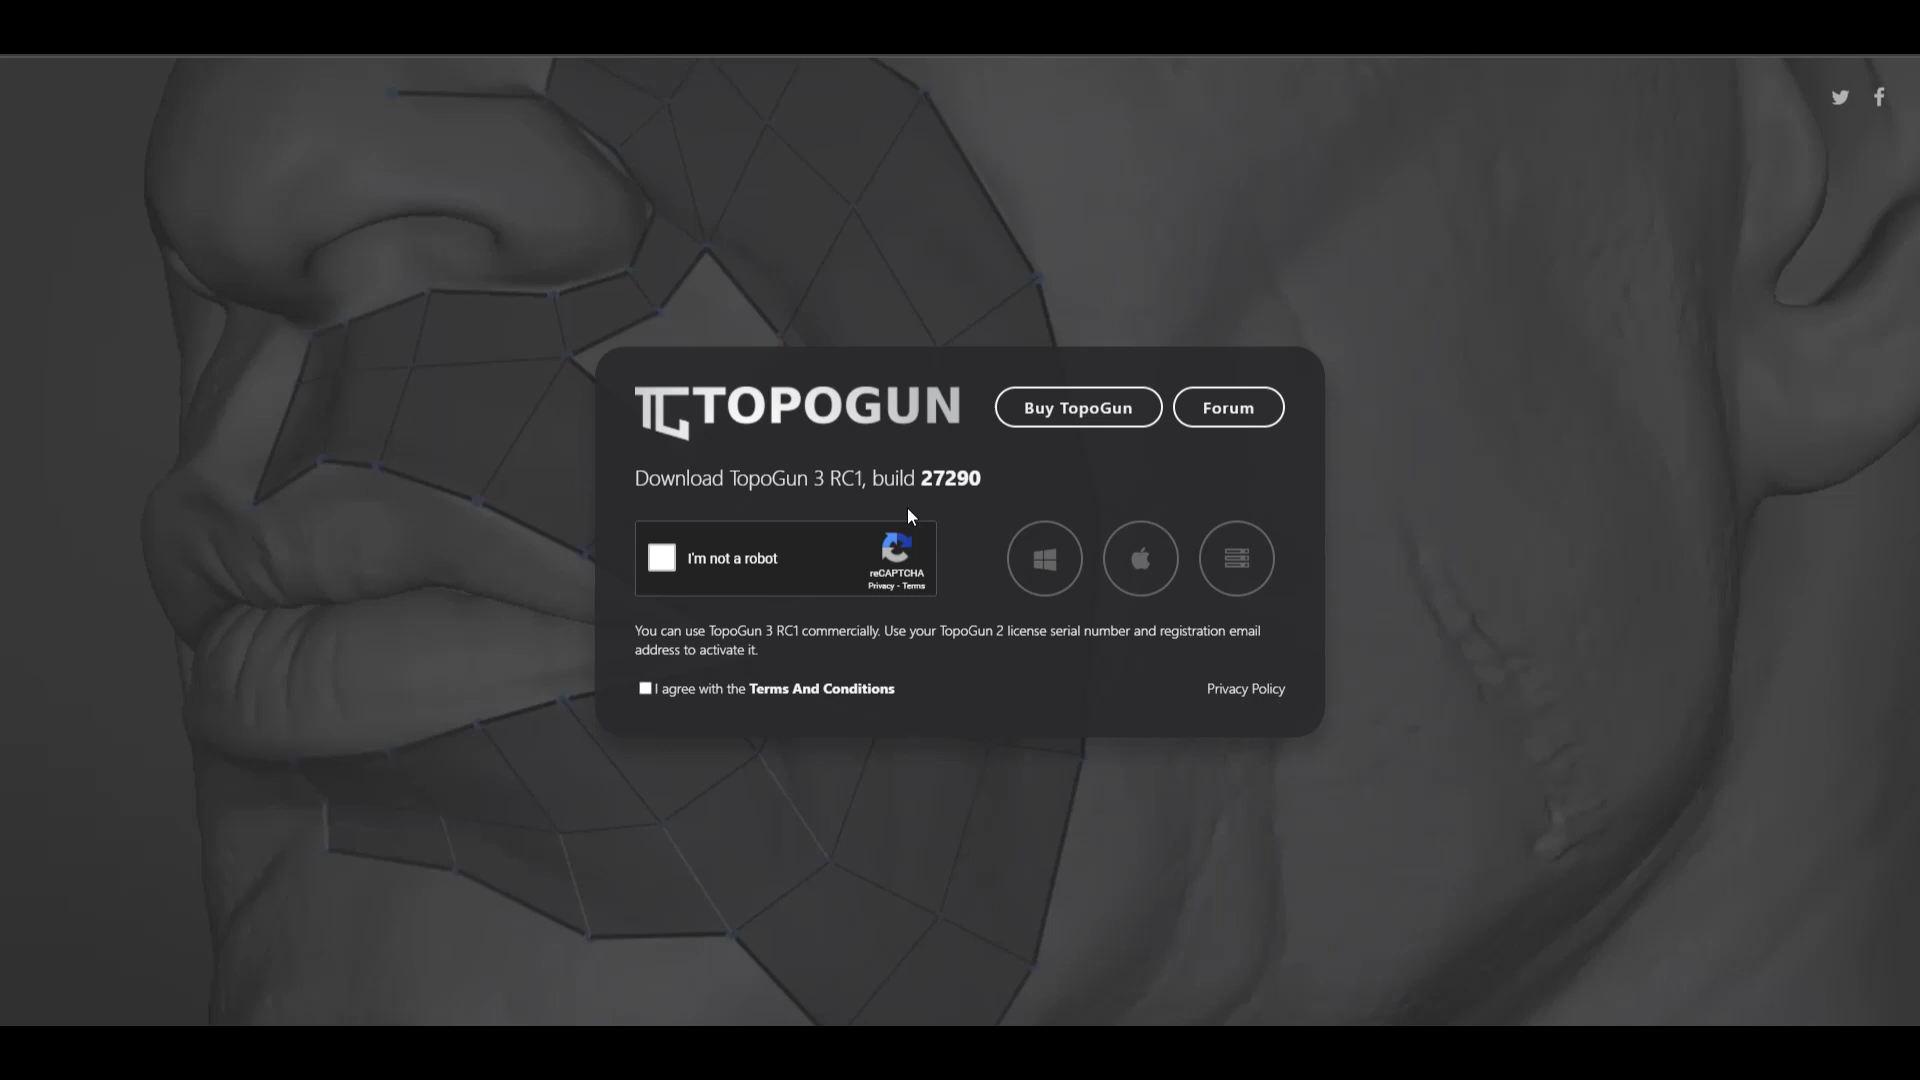 TOPOGUN
Buy TopoGun
Forum
Download TopoGun 3 RC1, build 27290
I'm not a robot
reCAPTCHA
Privacy - Terms
You can use TopoGun 3 RC1 commercially. Use your TopoGun 2 license serial number and registration email
address to activate it.
I agree with the Terms And Conditions
Privacy Policy